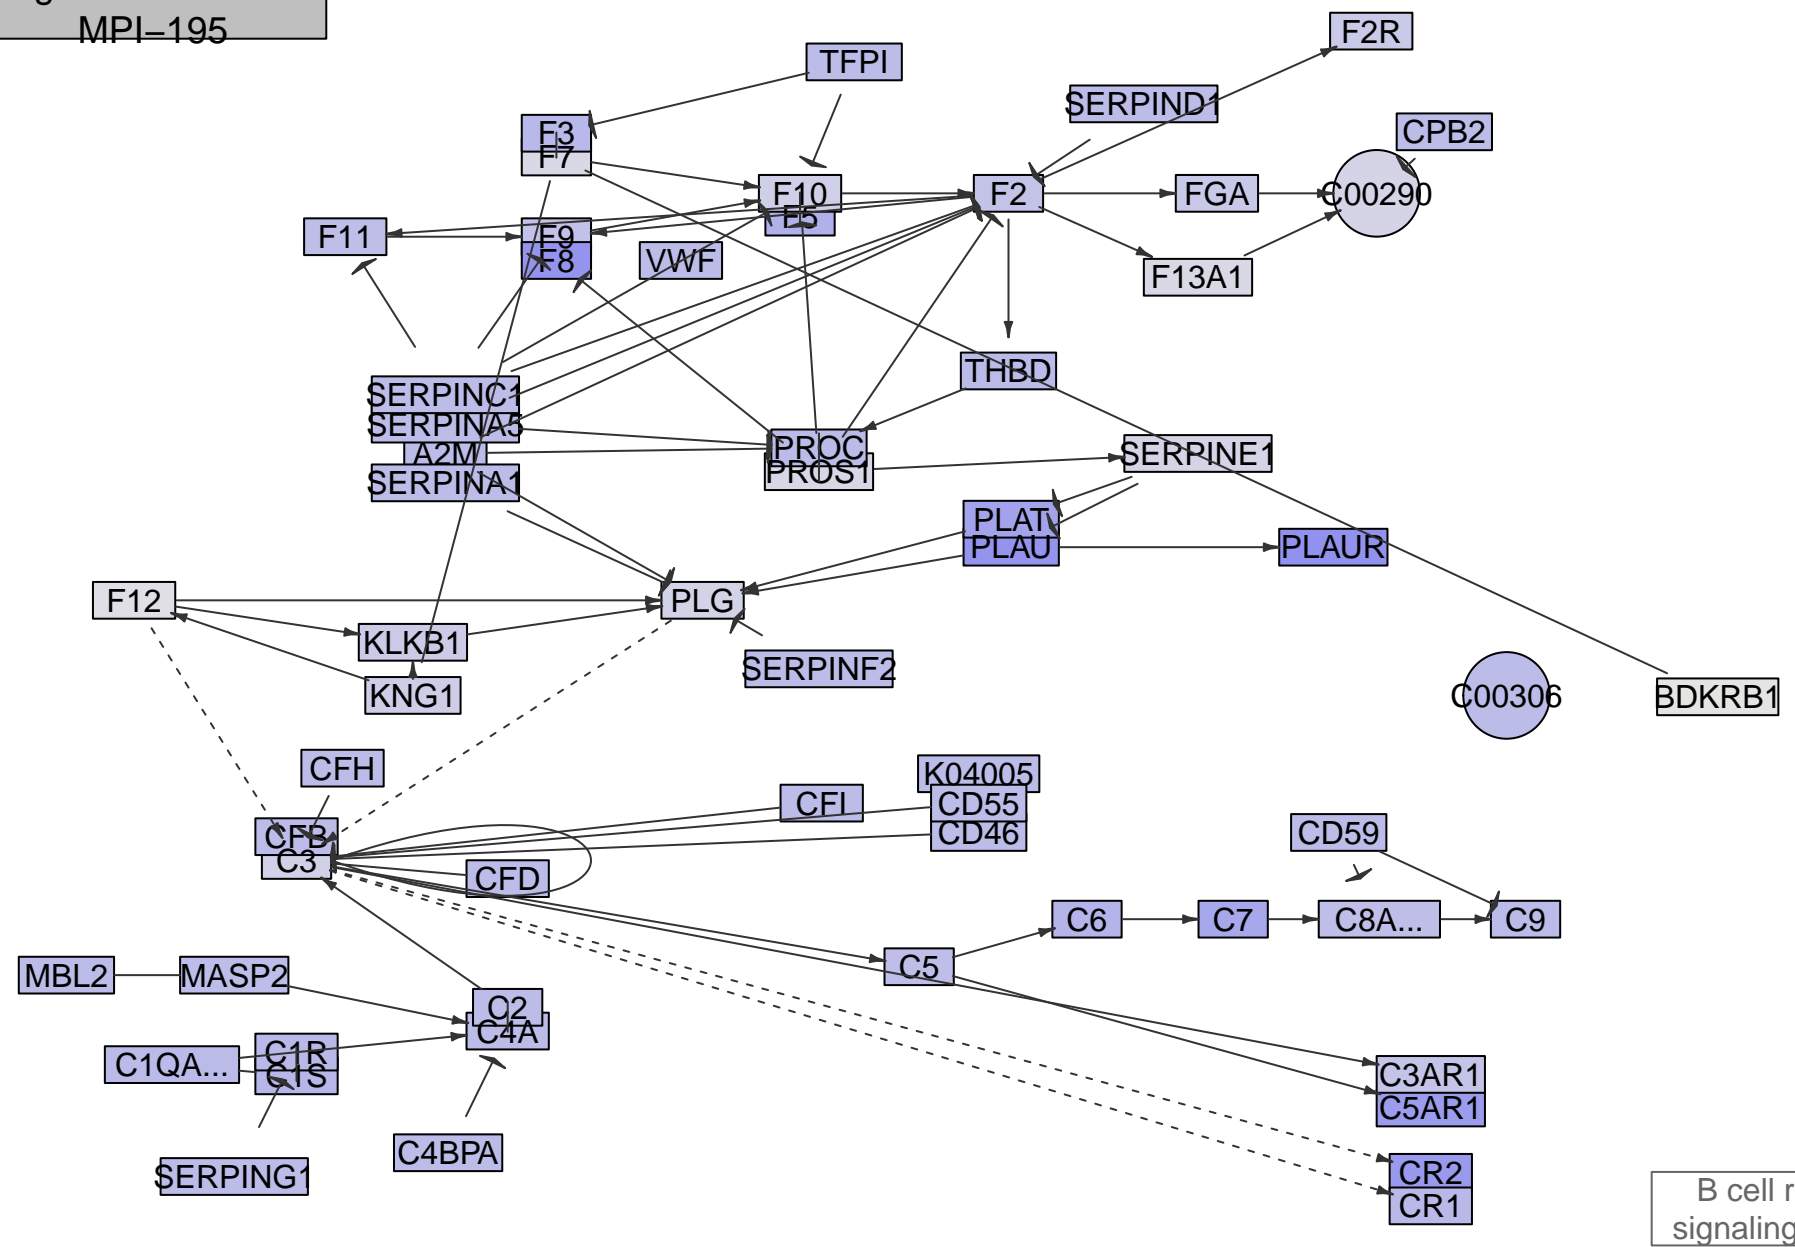 MPI−195
F2R
TFPI
SERPIND1
CPB2
F3
F7
F10
F5
F2
FGA
C00290
F11
F9
F8
VWF
F13A1
SERPINC1
SERPINA5
A2M
SERPINA1
THBD
PROC
PROS1
SERPINE1
PLAT
PLAU
PLAUR
F12
PLG
KLKB1
KNG1
SERPINF2
C00306
BDKRB1
CFH
K04005
CFI
CD55
CD46
CFB
C3
CFD
CD59
C6
C7
C8A...
C9
C5
MBL2
MASP2
C2
C4A
C1QA...
C1R
C1S
C3AR1
C5AR1
C4BPA
SERPING1
CR2
CR1
B cell r
signaling